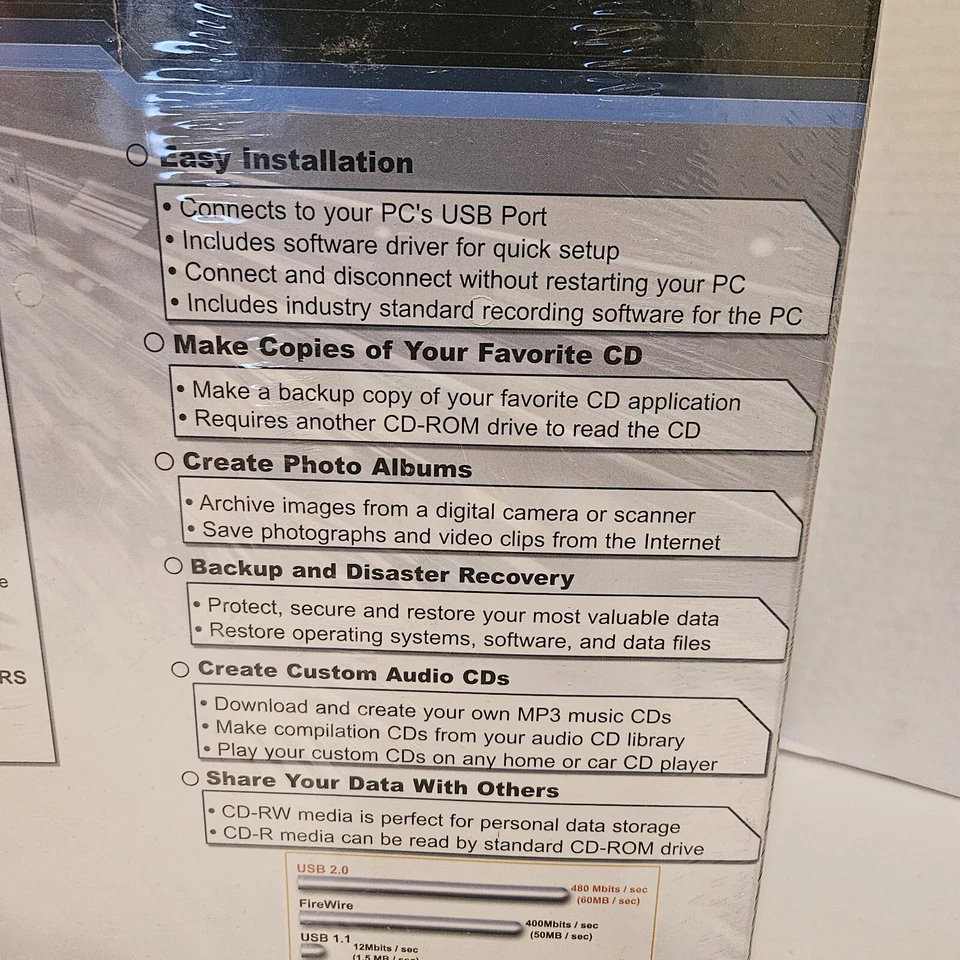 Easy Installation
• Connects to your PC's USB Port
• Includes software driver for quick setup
• Connect and disconnect without restarting your PC
• Includes industry standard recording software for the PC
Make Copies of Your Favorite CD
• Make a backup copy of your favorite CD application
• Requires another CD-ROM drive to read the CD
Create Photo Albums
• Archive images from a digital camera or scanner
• Save photographs and video clips from the Internet
Backup and Disaster Recovery
• Protect, secure and restore your most valuable data
• Restore operating systems, software, and data files
e
RS
Create Custom Audio CDs
• Download and create your own MP3 music CDs
• Make compilation CDs from your audio CD library
• Play your custom CDs on any home or car CD player
Share Your Data With Others
• CD-RW media is perfect for personal data storage
• CD-R media can be read by standard CD-ROM drive
USB 2.0
480 Mbits / sec
(60MB / sec)
FireWire
400Mbits / sec
(50MB / sec)
USB 1.1
12Mbits / sec
(1.5 MB / sec)